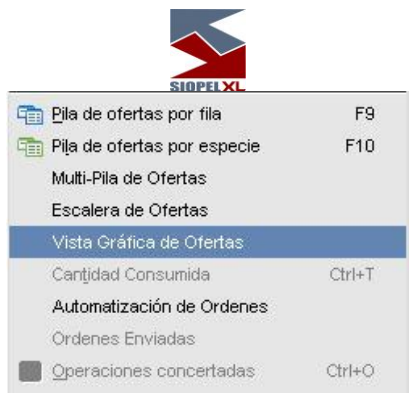 SIOPELXL
Pila de ofertas por fila F9
Pila de ofertas por especie F10
Multi-Pila de Ofertas
Escalera de Ofertas
Vista Gráfica de Ofertas
Cantidad Consumida Ctrl+T
Automatización de Ordenes
Ordenes Enviadas
Operaciones concertadas Ctrl+O